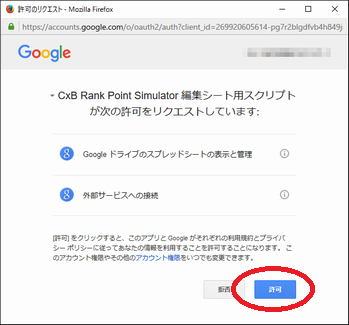 許可のリクエスト - Mozilla Firefox
https://accounts.google.com/o/oauth2/auth?client_id=269920605614-pg7r2blgdfvb4h849j
Google
CxB Rank Point Simulator 編集シート用スクリプト
が次の許可をリクエストしています:
Google ドライブのスプレッドシートの表示と管理
外部サービスへの接続
[許可] をクリックすると、このアプリと Google がそれぞれの利用規約とプライバ
シー ポリシーに従ってあなたの情報を利用することを許可することになります。 こ
のアカウント権限やその他のアカウント権限をいつでも変更できます。
拒否 許可